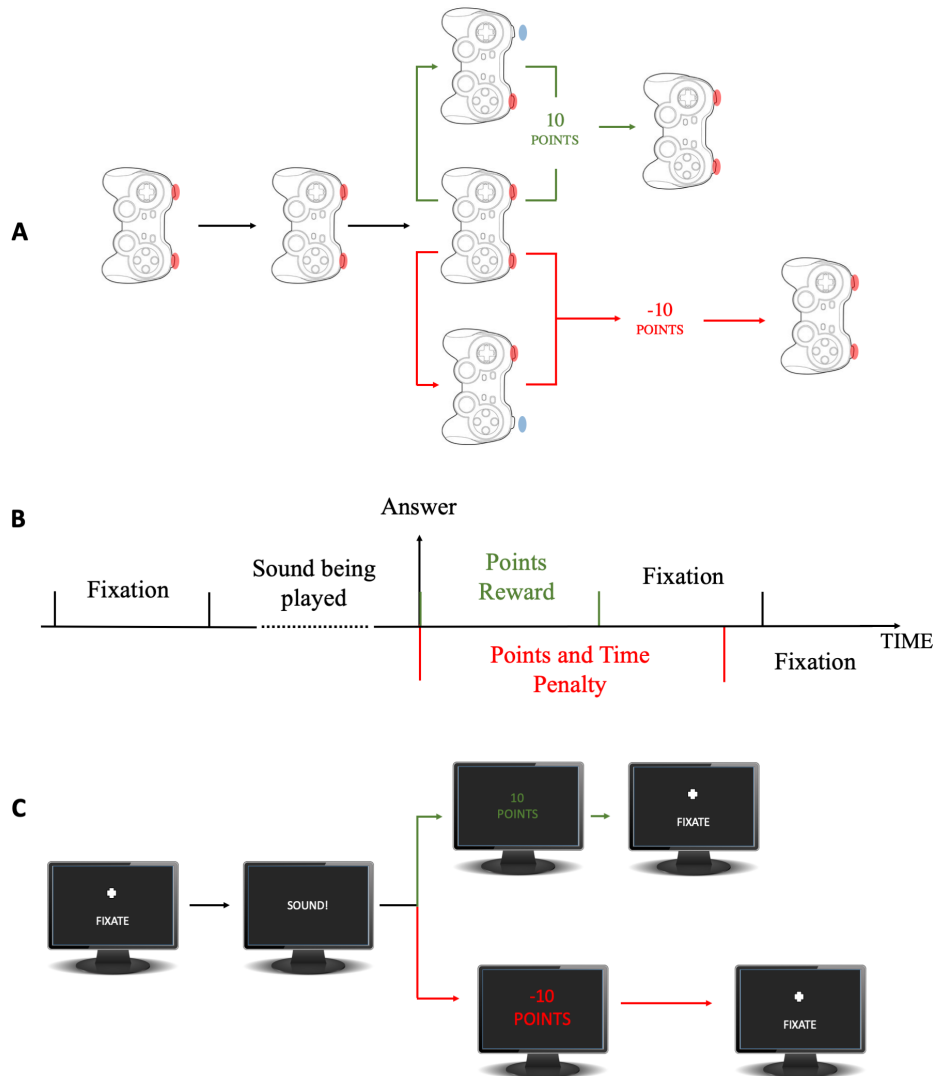 10
POINTS
A
-10
POINTS
B
Answer
Fixation
Sound being
played
Points
Reward
Fixation
TIME
Points and Time
Penalty
Fixation
C
10
POINTS
FIXATE
FIXATE
SOUND!
-10
POINTS
FIXATE